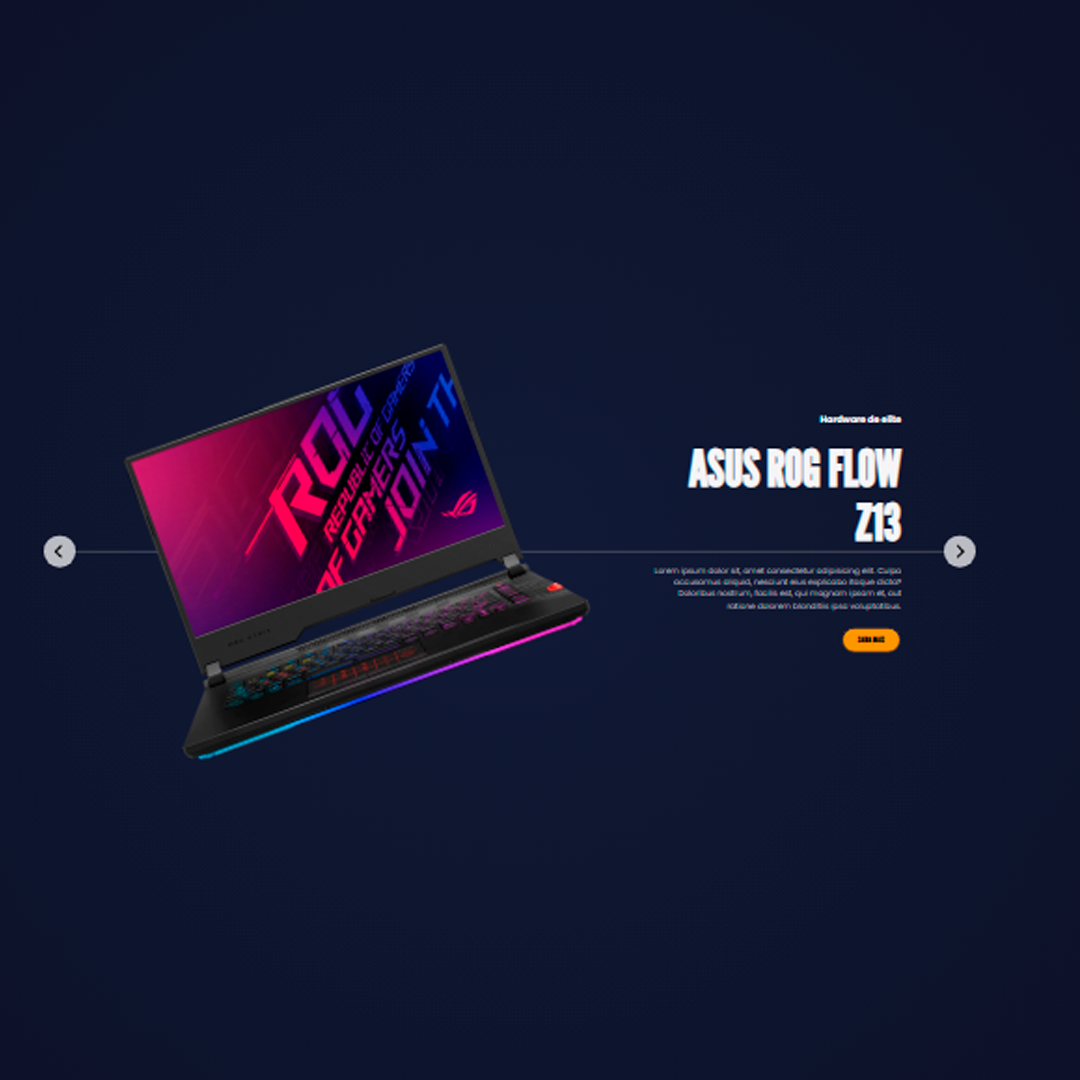 ROG
REPUBLIC OF GAMERS
OF GAMERS
JOIN TH
Hardware de elite
ASUS ROG FLOW
Z13
Lorem ipsum dolor sit, amet consectetur adipisicing elit. Culpa
accusamus aliquid, nesciunt eius explicabo itaque dicta?
Doloribus nostrum, facilis est, qui magnam ipsam et, aut
ratione dolorem blanditiis ipsa voluptatibus.